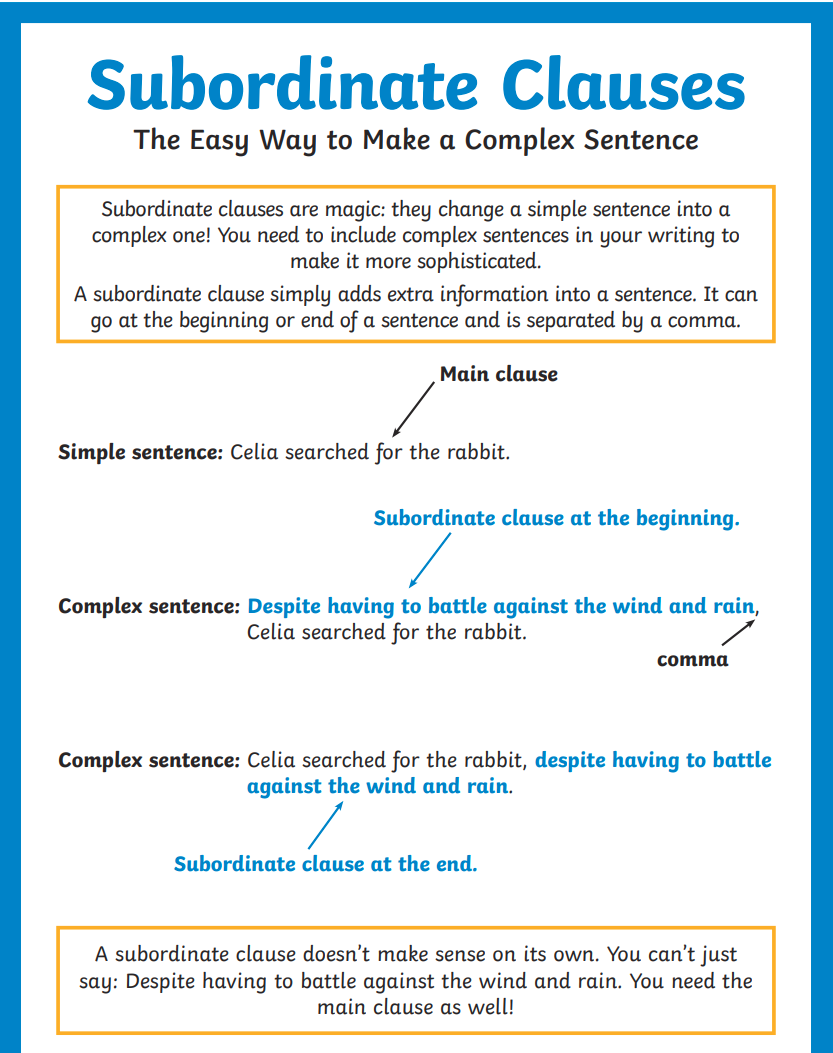 Subordinate Clauses
The Easy Way to Make a Complex Sentence
Subordinate clauses are magic: they change a simple sentence into a
complex one! You need to include complex sentences in your writing to
make it more sophisticated.
A subordinate clause simply adds extra information into a sentence. It can
go at the beginning or end of a sentence and is separated by a comma.
Main clause
Simple sentence: Celia searched for the rabbit.
Subordinate clause at the beginning.
Complex sentence: Despite having to battle against the wind and rain,
Celia searched for the rabbit.
comma
Complex sentence: Celia searched for the rabbit, despite having to battle
against the wind and rain.
Subordinate clause at the end.
A subordinate clause doesn't make sense on its own. You can't just
say: Despite having to battle against the wind and rain. You need the
main clause as well!